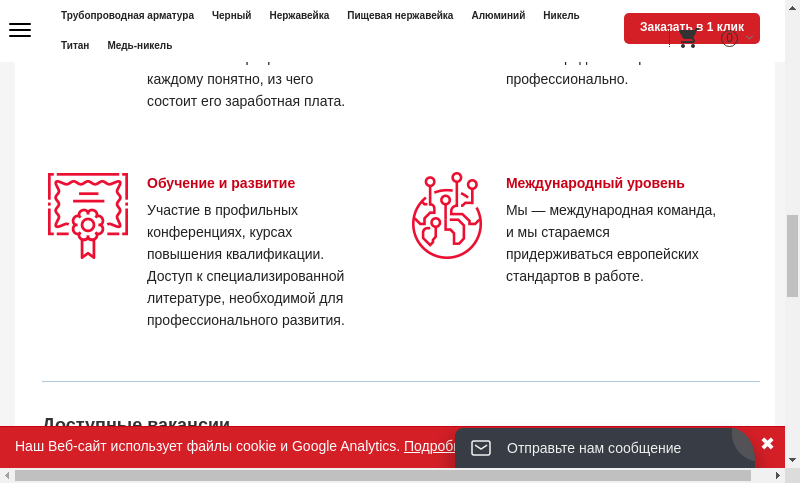 Трубопроводная арматура Черный Нержавейка Пищевая нержавейка Алюминий Никель
Титан Медь-никель
Заказать в 1 клик
0
каждому понятно, из чего
состоит его заработная плата.
профессионально.
Обучение и развитие
Участие в профильных
конференциях, курсах
повышения квалификации.
Доступ к специализированной
литературе, необходимой для
профессионального развития.
Международный уровень
Мы — международная команда,
и мы стараемся
придерживаться европейских
стандартов в работе.
Доступные вакансии
Наш Веб-сайт использует файлы cookie и Google Analytics.
Отправьте нам сообщение